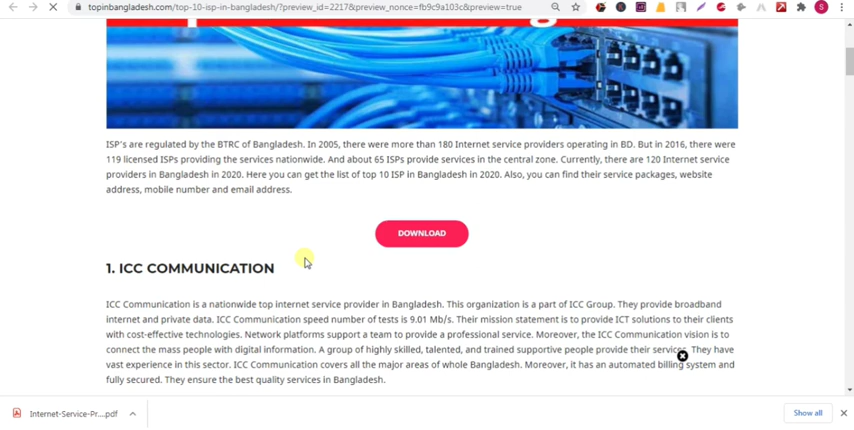 topinbangladesh.com/top-10-isp-in-bangladesh/?preview_id=2217&preview_nonce=fb9c9a103c&preview=true
ISP's are regulated by the BTRC of Bangladesh. In 2005, there were more than 180 Internet service providers operating in BD. But in 2016, there were
119 licensed ISPs providing the services nationwide. And about 65 ISPs provide services in the central zone. Currently, there are 120 Internet service
providers in Bangladesh in 2020. Here you can get the list of top 10 ISP in Bangladesh in 2020. Also, you can find their service packages, website
address, mobile number and email address.
DOWNLOAD
1. ICC COMMUNICATION
ICC Communication is a nationwide top internet service provider in Bangladesh. This organization is a part of ICC Group. They provide broadband
internet and private data. ICC Communication speed number of tests is 9.01 Mb/s. Their mission statement is to provide ICT solutions to their clients
with cost-effective technologies. Network platforms support a team to provide a professional service. Moreover, the ICC Communication vision is to
connect the mass people with digital information. A group of highly skilled, talented, and trained supportive people provide their services. They have
vast experience in this sector. ICC Communication covers all the major areas of whole Bangladesh. Moreover, it has an automated billing system and
fully secured. They ensure the best quality services in Bangladesh.
Internet-Service-Pr....pdf
Show all